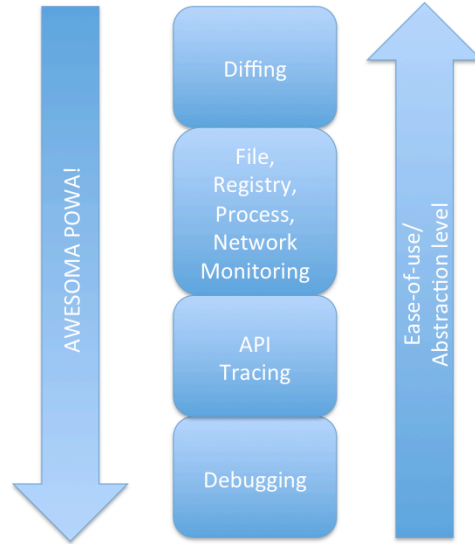 AWESOMA POWA!
Diffing
File,
Registry,
Process,
Network
Monitoring
API
Tracing
Debugging
Ease-of-use/
Abstraction level